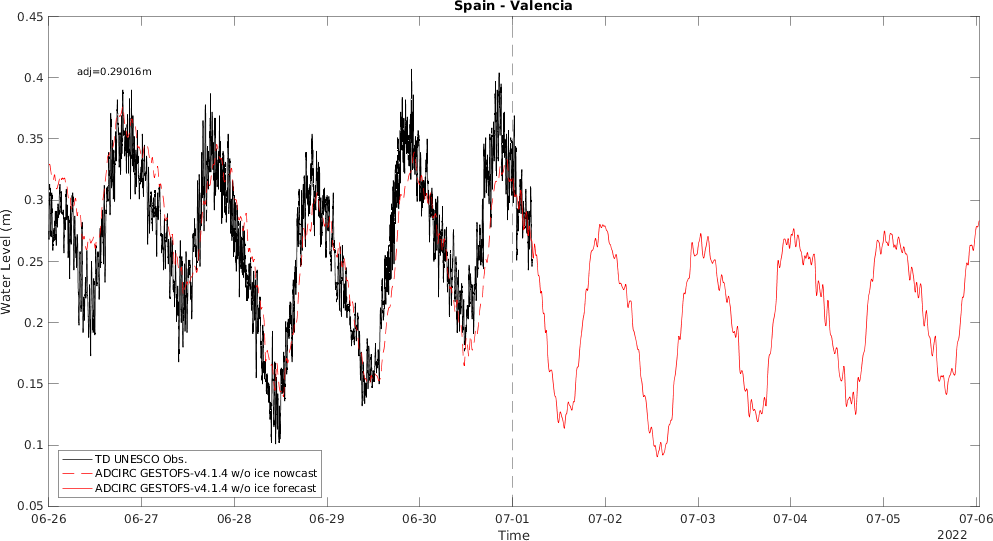 Spain - Valencia
0.45
0.4
0.35
0.3
0.25
0.2
0.15
0.1
0.05
Water Level (m)
adj=0.29016m
TD UNESCO Obs.
ADCIRC GESTOFS-v4.1.4 w/o ice nowcast
ADCIRC GESTOFS-v4.1.4 w/o ice forecast
06-26 06-27 06-28 06-29 06-30 07-01 07-02 07-03 07-04 07-05 07-06
Time
2022